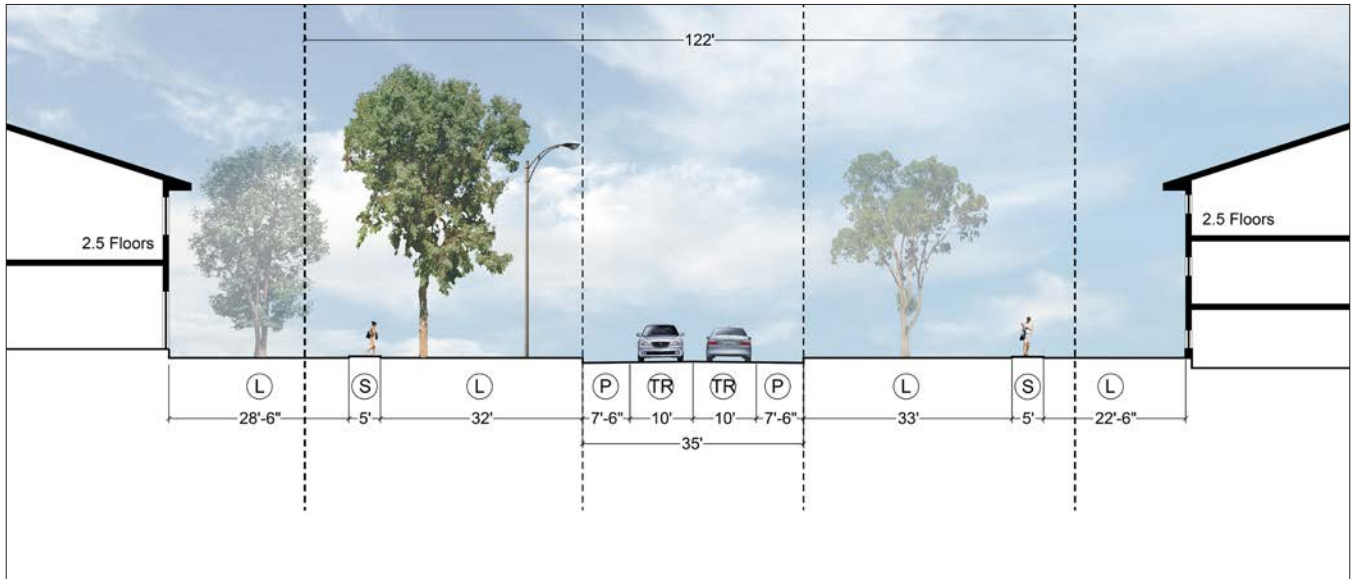 122'
2.5 Floors
2.5 Floors
L S L P TR TR P L S L
28'-6" 5' 32' 7'-6" 10' 10' 7'-6" 33' 5' 22'-6"
35'